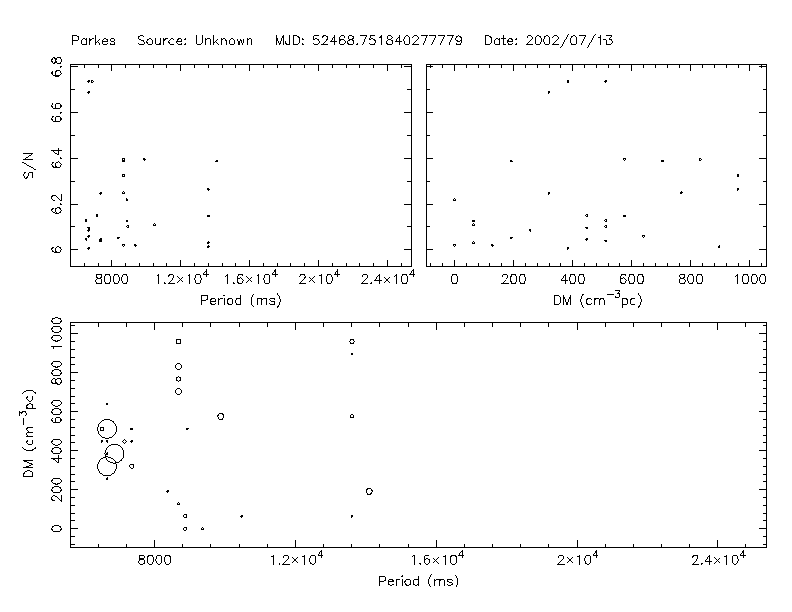 Parkes Source: Unknown MJD: 52468.751840277779 Date: 2002/07/13
6.8
6.6
6.4
6.2
6
S/N
8000 1.2×10⁴ 1.6×10⁴ 2×10⁴ 2.4×10⁴
Period (ms)
0 200 400 600 800 1000
DM (cm⁻³pc)
1000
800
600
400
200
0
DM (cm⁻³pc)
8000 1.2×10⁴ 1.6×10⁴ 2×10⁴ 2.4×10⁴
Period (ms)